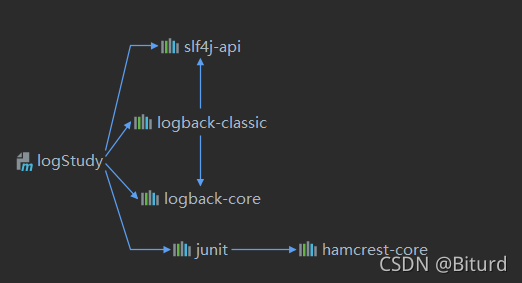 slf4j-api
logback-classic
logStudy
logback-core
junit
hamcrest-core
CSDN @Biturd